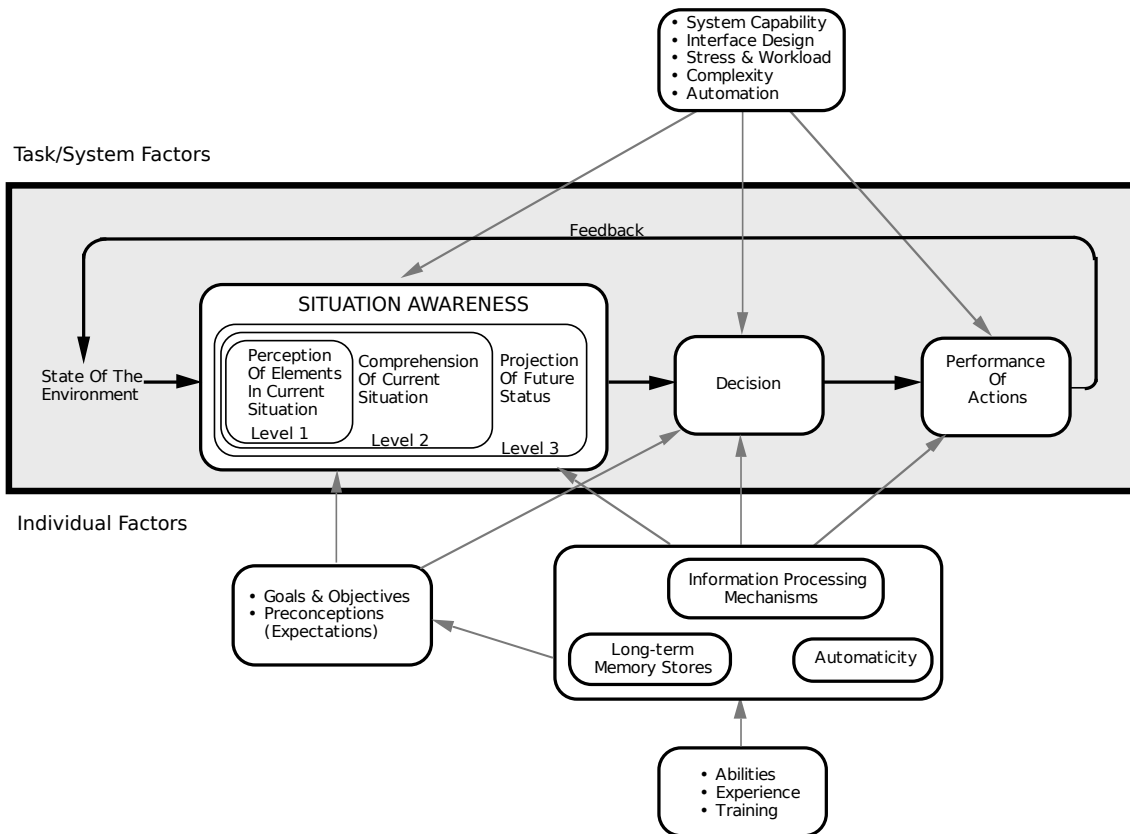 • System Capability
• Interface Design
• Stress & Workload
• Complexity
• Automation
Task/System Factors
Feedback
SITUATION AWARENESS
State Of The
Environment
Perception
Of Elements
In Current
Situation
Level 1
Comprehension
Of Current
Situation
Level 2
Projection
Of Future
Status
Level 3
Decision
Performance
Of
Actions
Individual Factors
• Goals & Objectives
• Preconceptions
(Expectations)
Information Processing
Mechanisms
Long-term
Memory Stores
Automaticity
• Abilities
• Experience
• Training